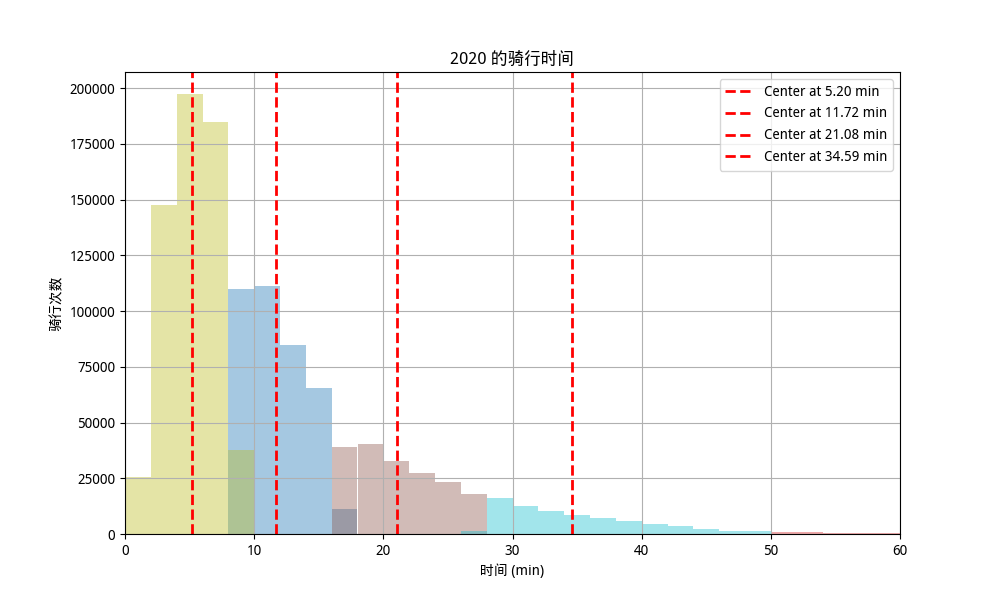 2020 的骑行时间
Center at 5.20 min
Center at 11.72 min
Center at 21.08 min
Center at 34.59 min
200000
175000
150000
125000
100000
75000
50000
25000
0
骑行次数
0 10 20 30 40 50 60
时间 (min)